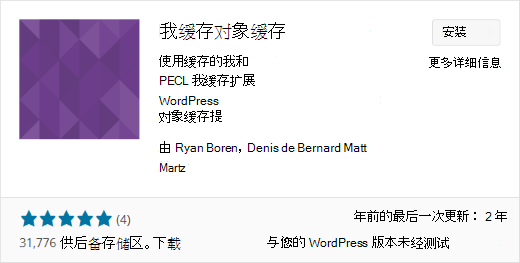 我缓存对象缓存
安装
使用缓存的我和
PECL 我缓存扩展
WordPress
对象缓存提
更多详细信息
由 Ryan Boren，Denis de Bernard Matt
Martz
(4)
年前的最后一次更新： 2 年
31,776 供后备存储区。下载
与您的 WordPress 版本未经测试